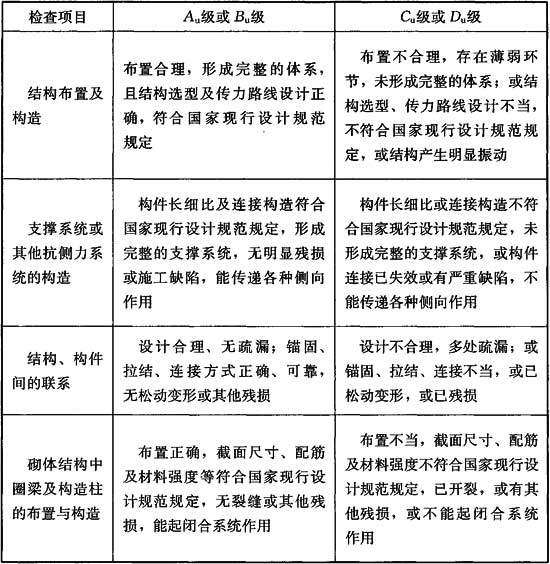 检查项目
Au级或 Bu级
Cu级或 Du级
结构布置及
构造
布置合理，形成完整的体系，
且结构选型及传力路线设计正
确，符合国家现行设计规范
规定
布置不合理，存在薄弱环
节，未形成完整的体系；或结
构选型、传力路线设计不当，
不符合国家现行设计规范规
定，或结构产生明显振动
支撑系统或
其他抗侧力系
统的构造
构件长细比及连接构造符合
国家现行设计规范规定，形成
完整的支撑系统，无明显残损
或施工缺陷，能传递各种侧向
作用
构件长细比或连接构造不符
合国家现行设计规范规定，未
形成完整的支撑系统，或构件
连接已失效或有严重缺陷，不
能传递各种侧向作用
结构、构件
间的联系
设计合理、无疏漏；锚固、
拉结、连接方式正确、可靠，
无松动变形或其他残损
设计不合理，多处疏漏；或
锚固、拉结、连接不当，或已
松动变形，或已残损
砌体结构中
圈梁及构造柱
的布置与构造
布置正确，截面尺寸、配筋
及材料强度等符合国家现行设
计规范规定，无裂缝或其他残
损，能起闭合系统作用
布置不当，截面尺寸、配筋
及材料强度不符合国家现行设
计规范规定，已开裂，或有其
他残损，或不能起闭合系统
作用